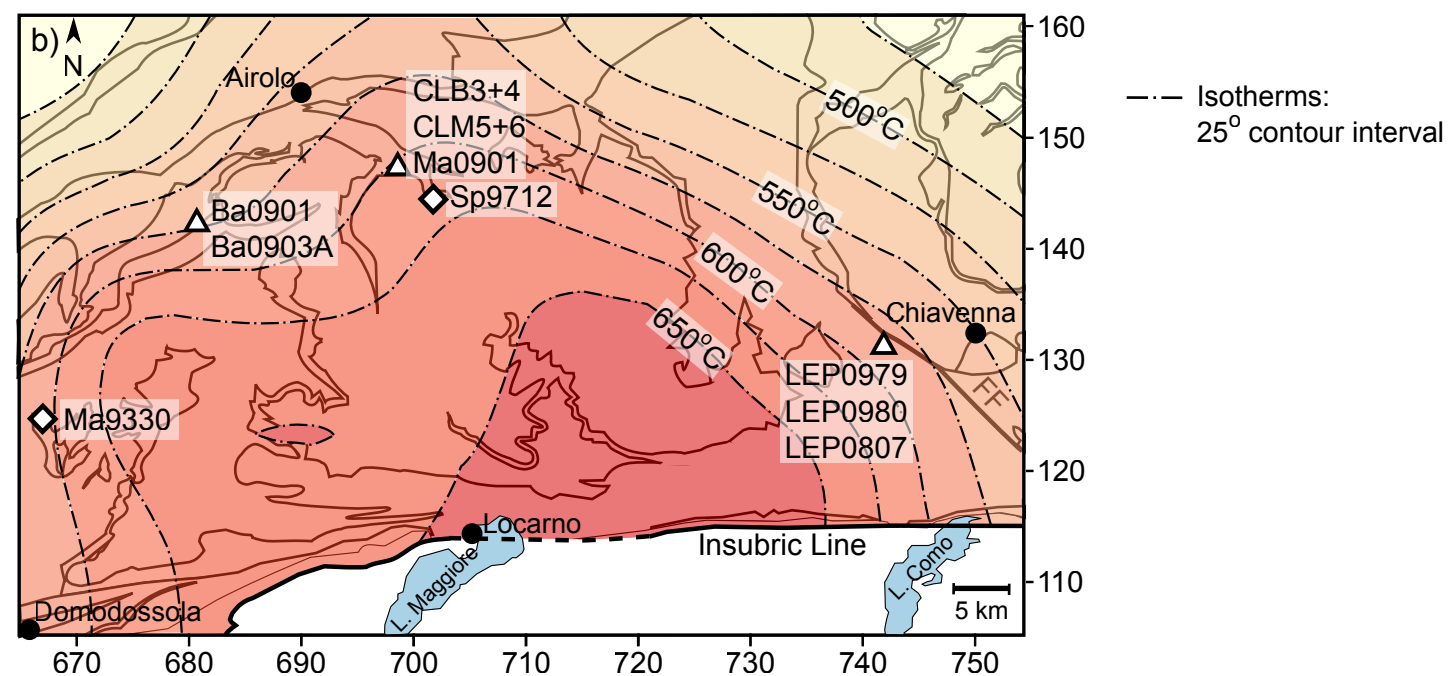 b)
N
Airolo
CLB3+4
CLM5+6
Ma0901
Sp9712
Ba0901
Ba0903A
Ma9330
500°C
550°C
600°C
650°C
Chiavenna
LEP0979
LEP0980
LEP0807
FF
Locarno
Insubric Line
L. Maggiore
L. Como
5 km
Domodossola
160
150
140
130
120
110
670 680 690 700 710 720 730 740 750
Isotherms:
25° contour interval